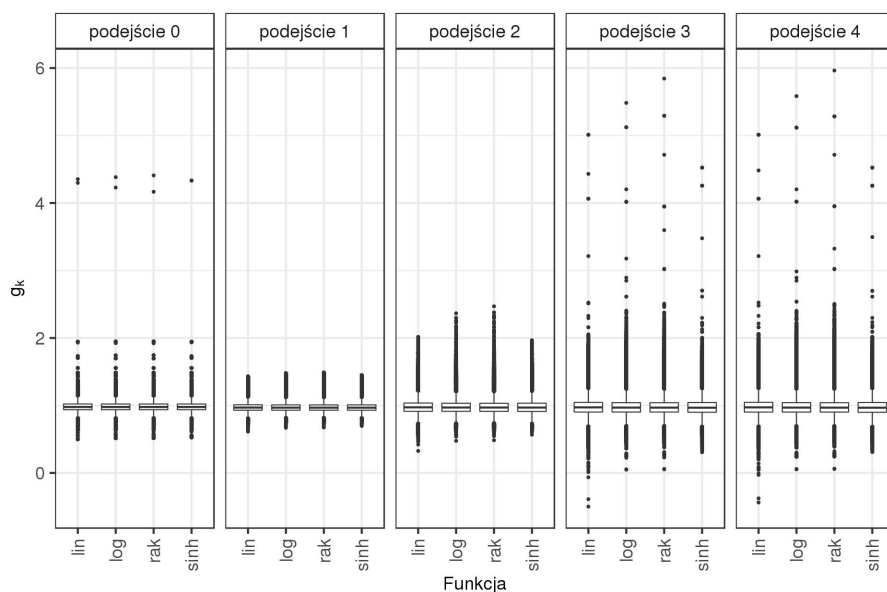 podejście 0 podejście 1 podejście 2 podejście 3 podejście 4
6
4
2
0
gk
lin log rak sinh lin log rak sinh lin log rak sinh lin log rak sinh lin log rak sinh
Funkcja